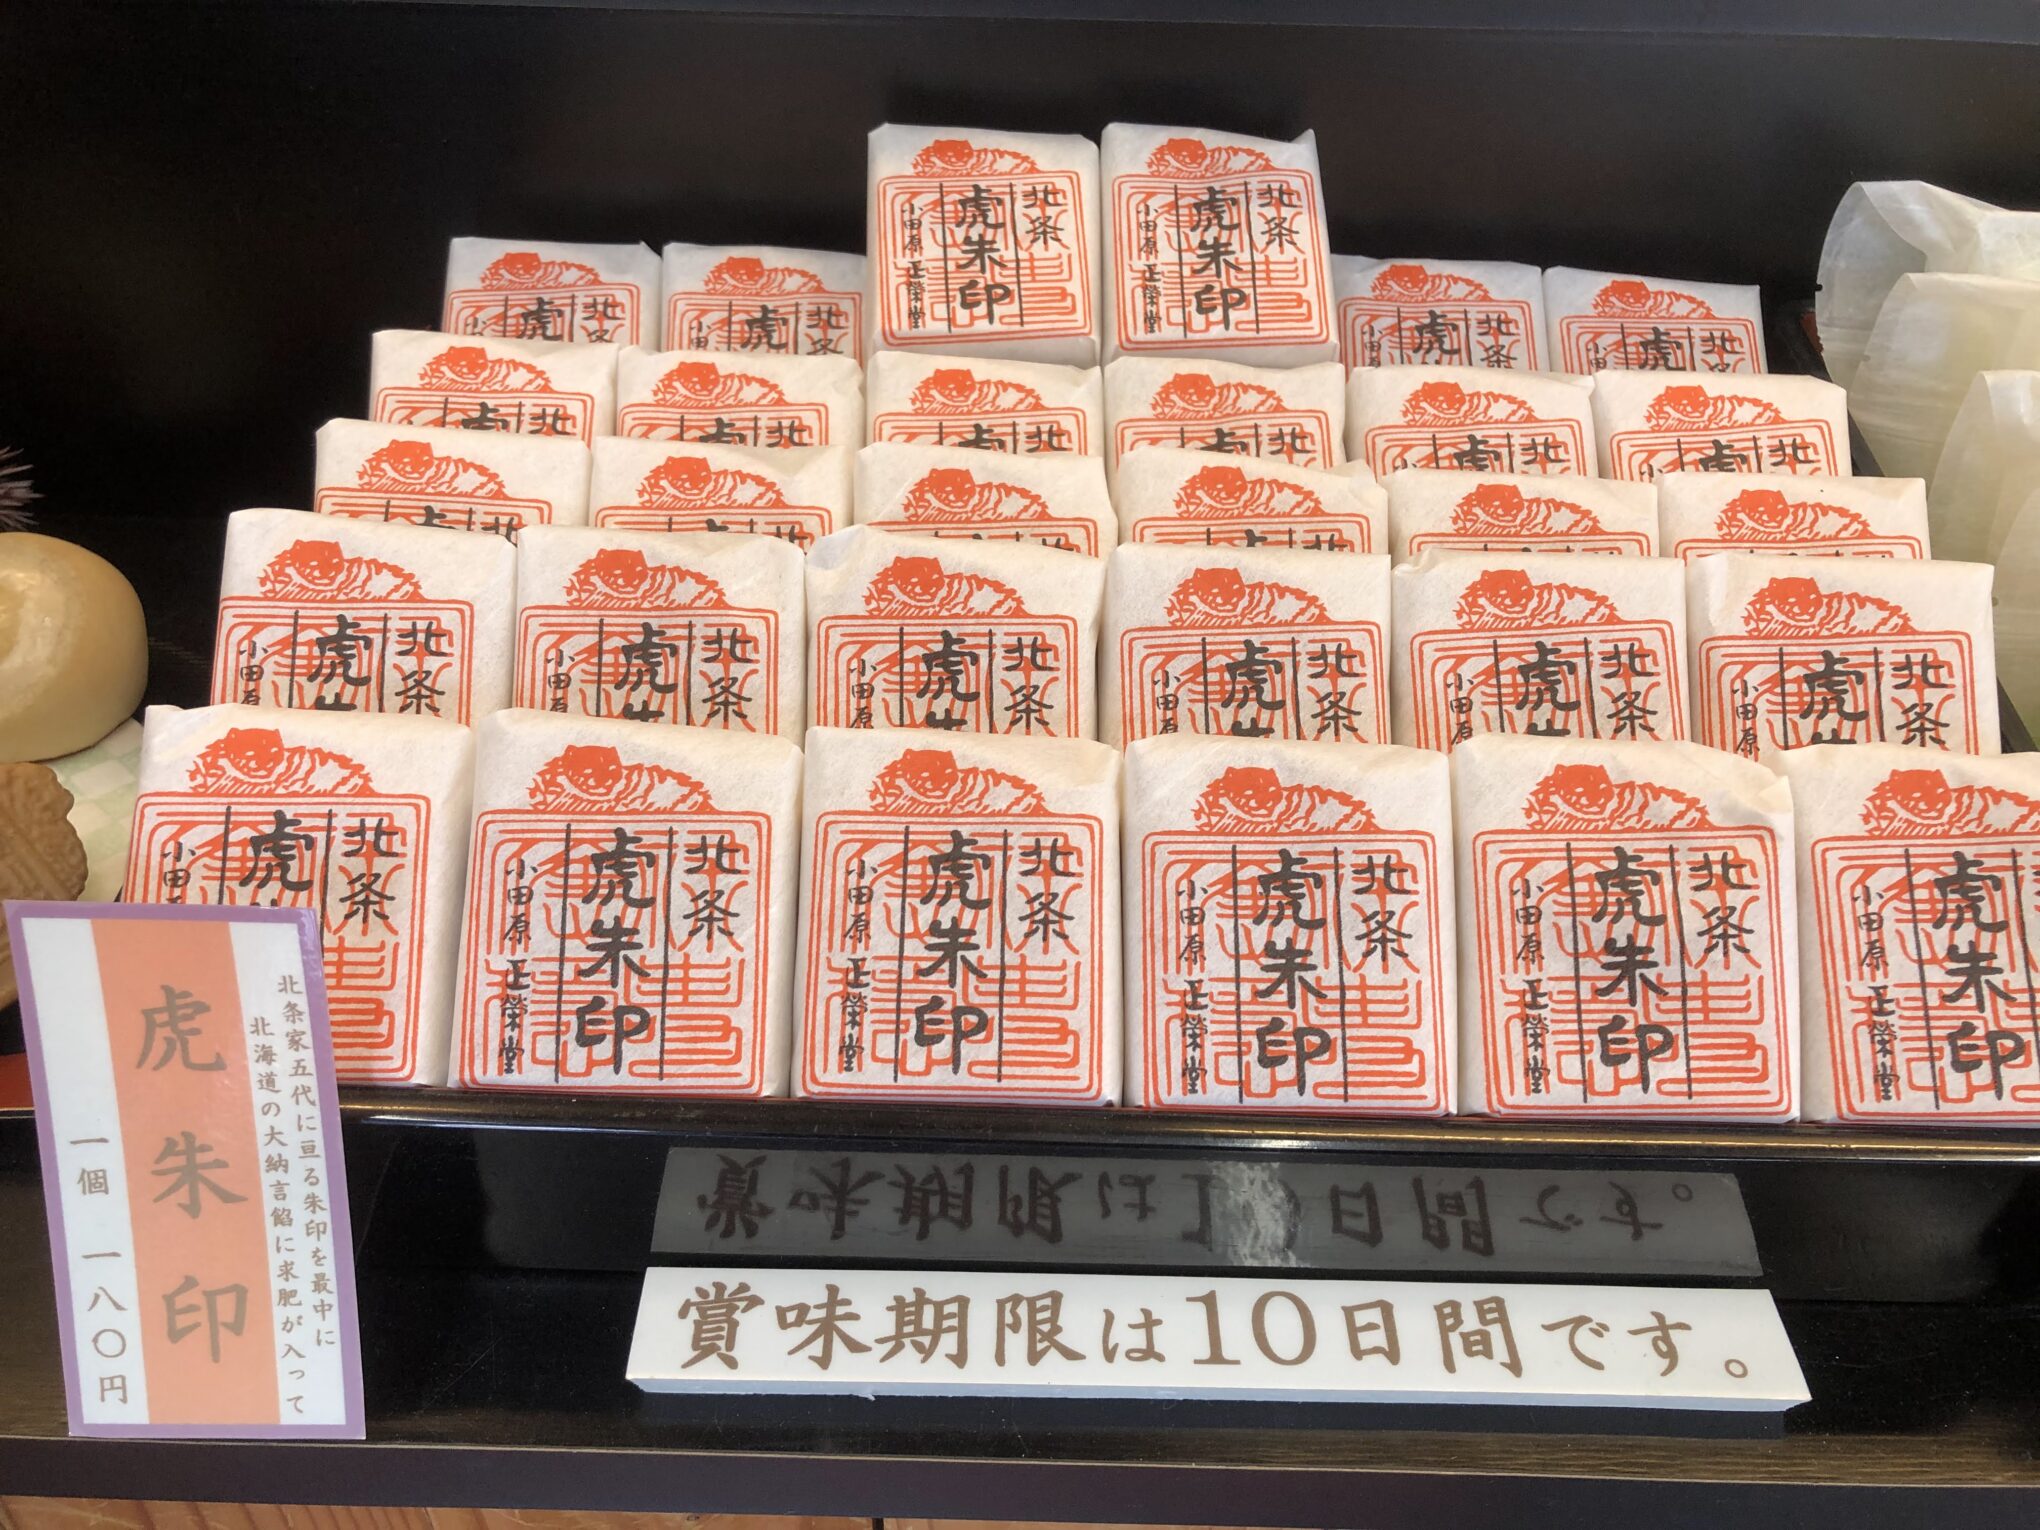 北条
虎朱印
小田原 正榮堂
虎朱印
北条家五代に亘る朱印を最中に
北海道の大納言餡に求肥が入って
一個 一八〇円
賞味期限は10日間です。